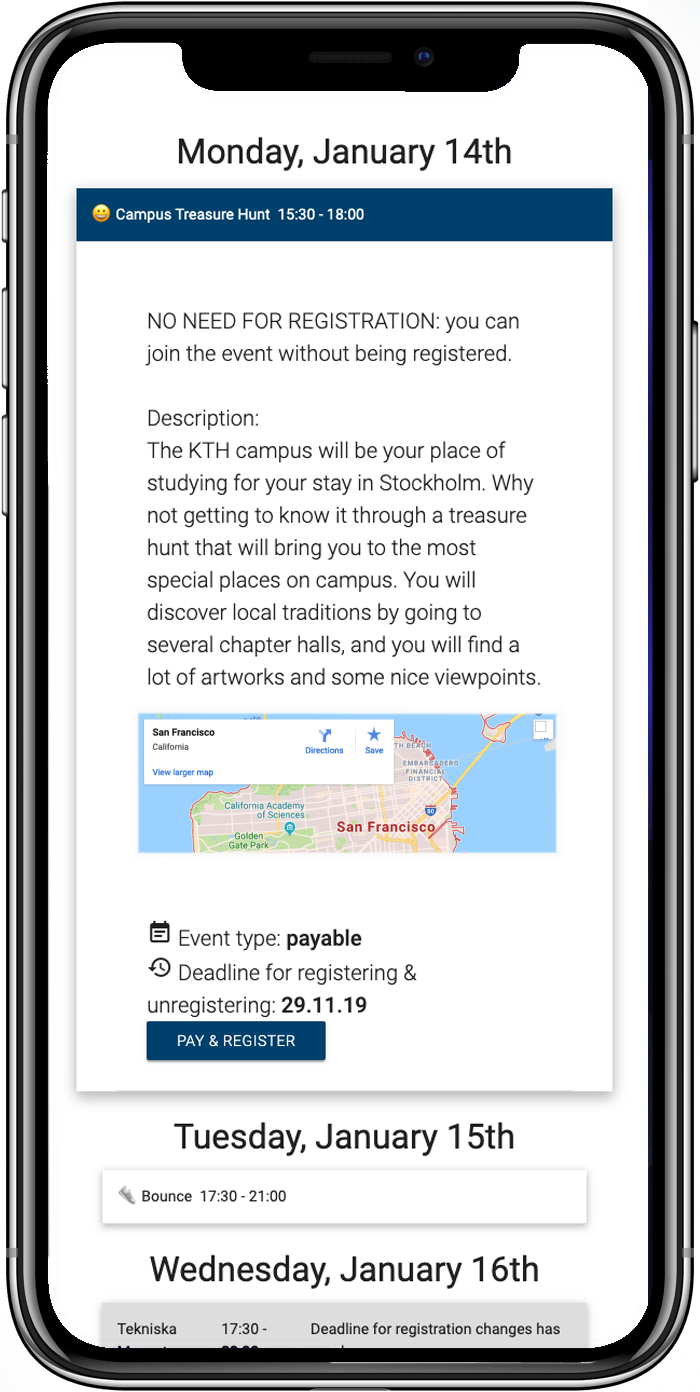 Monday, January 14th
😀 Campus Treasure Hunt 15:30 - 18:00
NO NEED FOR REGISTRATION: you can
join the event without being registered.
Description:
The KTH campus will be your place of
studying for your stay in Stockholm. Why
not getting to know it through a treasure
hunt that will bring you to the most
special places on campus. You will
discover local traditions by going to
several chapter halls, and you will find a
lot of artworks and some nice viewpoints.
San Francisco
California
Directions
Save
View larger map
TH BEACH
EMBARCADERO
FINANCIAL
DISTRICT
80
California Academy
of Sciences
San Francisco
Golden
Gate Park
Event type: payable
Deadline for registering &
unregistering: 29.11.19
PAY & REGISTER
Tuesday, January 15th
Bounce 17:30 - 21:00
Wednesday, January 16th
Tekniska 17:30 - Deadline for registration changes has